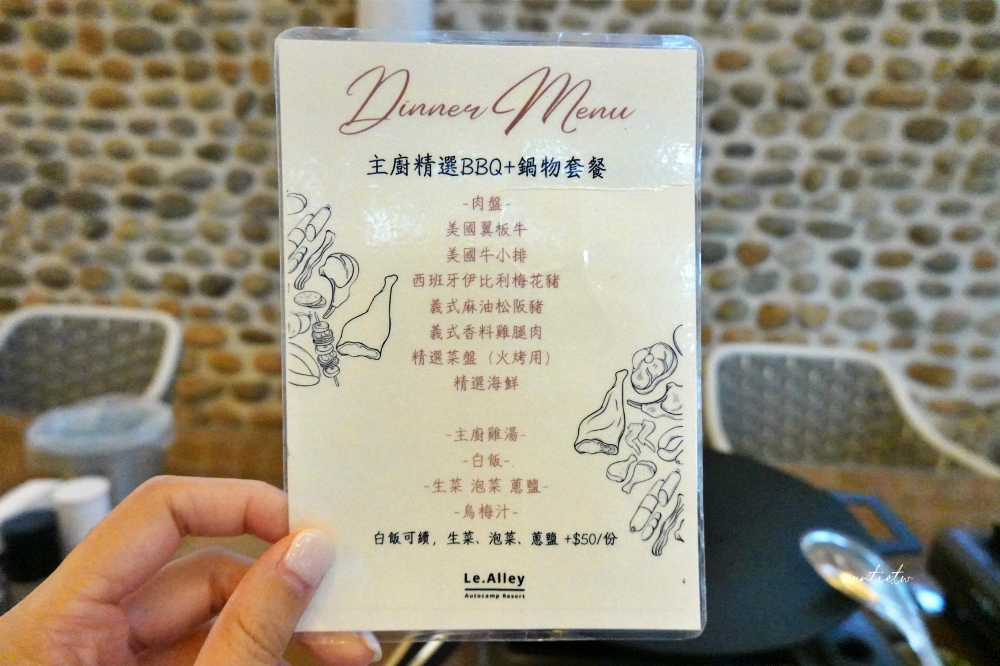 Dinner Menu
主廚精選BBQ+鍋物套餐
-肉盤-
美國翼板牛
美國牛小排
西班牙伊比利梅花豬
義式麻油松阪豬
義式香料雞腿肉
精選菜盤（火烤用）
精選海鮮
-主廚雞湯-
-白飯-
-生菜 泡菜 蔥鹽-
-烏梅汁-
白飯可續，生菜、泡菜、蔥鹽 +$50/份
Le.Alley
Autocamp Resort
antietw